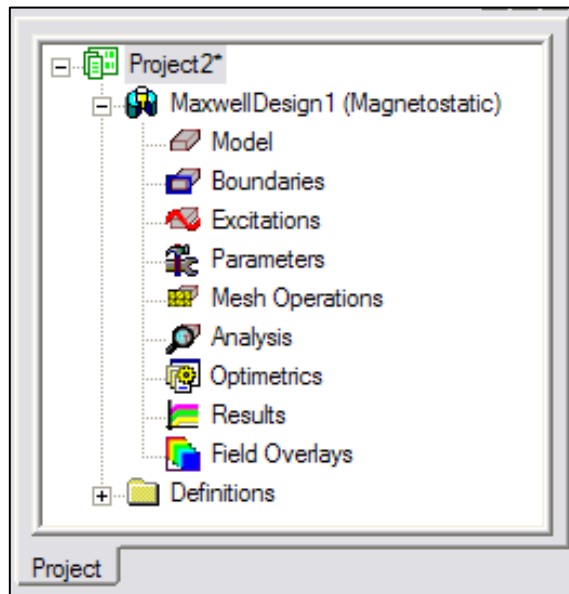 Project2*
MaxwellDesign1 (Magnetostatic)
Model
Boundaries
Excitations
Parameters
Mesh Operations
Analysis
Optimetrics
Results
Field Overlays
Definitions
Project